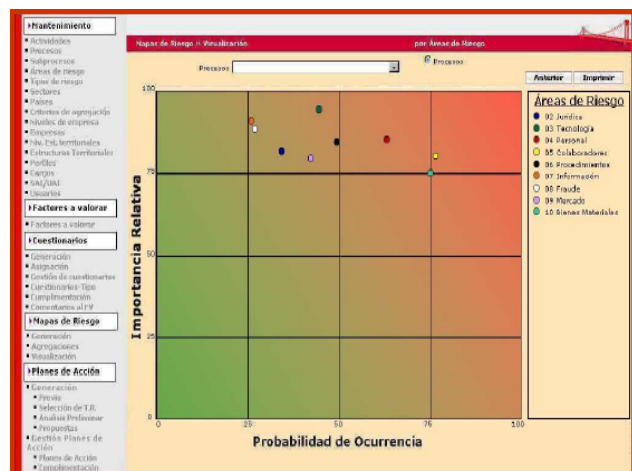 Mantenimiento
Actividades
Procesos
Subprocesos
Áreas de riesgo
Tipos de riesgo
Sectores
Países
Criterios de agregación
Niveles de empresa
Empresas
Niv. Est. territoriales
Estructuras Territoriales
Perfiles
Cargos
SAI/UAI
Usuarios
Factores a valorar
Factores a valorar
Cuestionarios
Generación
Asignación
Gestión de cuestionarios
Cuestionarios-Tipo
Cumplimentación
Comentarios al FV
Mapas de Riesgo
Generación
Agregaciones
Visualización
Planes de Acción
Generación
Previo
Selección de T.R.
Analisis Preliminar
Propuestas
Gestión Planes de
Acción
Planes de Acción
Cumplimentación
Mapas de Riesgo :: Visualización por Áreas de Riesgo
Procesos
Procesos
Anterior Imprimir
100
75
50
25
0
Importancia Relativa
0 25 50 75 100
Probabilidad de Ocurrencia
Áreas de Riesgo
02 Jurídica
03 Tecnología
04 Personal
05 Colaboradores
06 Procedimientos
07 Información
08 Fraude
09 Mercado
10 Bienes Materiales